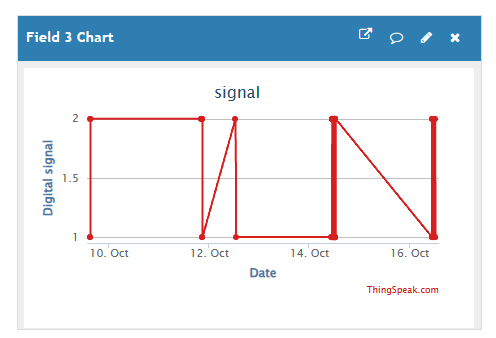 Field 3 Chart
signal
Digital signal
2
1.5
1
10. Oct
12. Oct
14. Oct
16. Oct
Date
ThingSpeak.com